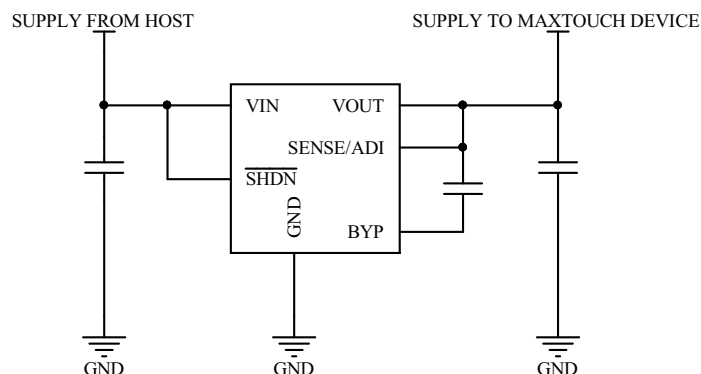 SUPPLY FROM HOST
SUPPLY TO MAXTOUCH DEVICE
VIN
VOUT
SENSE/ADI
SHDN
GND
BYP
GND
GND
GND